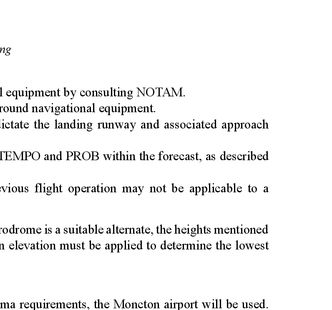 ng
l equipment by consulting NOTAM.
round navigational equipment.
dictate the landing runway and associated approach
TEMPO and PROB within the forecast, as described
vious flight operation may not be applicable to a
rodrome is a suitable alternate, the heights mentioned
n elevation must be applied to determine the lowest
ma requirements, the Moncton airport will be used.